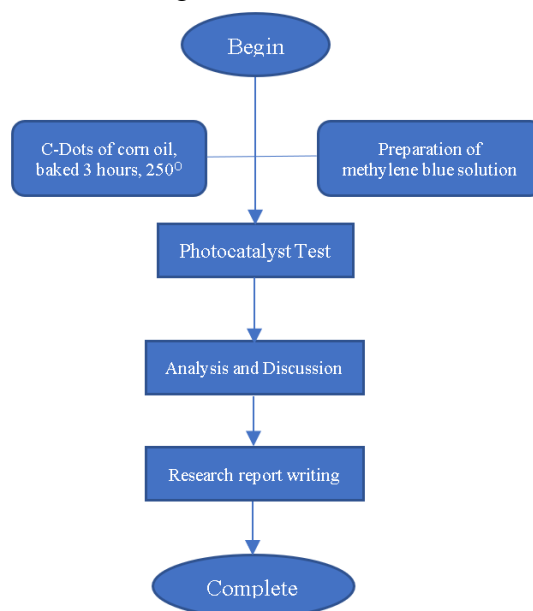 Begin
C-Dots of corn oil,
baked 3 hours, 250⁰
Preparation of
methylene blue solution
Photocatalyst Test
Analysis and Discussion
Research report writing
Complete